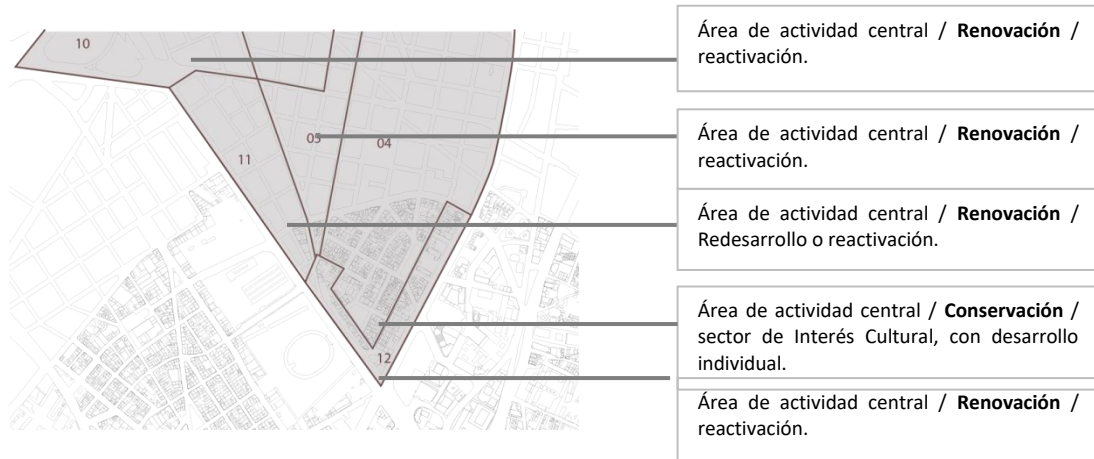 10
Área de actividad central / Renovación /
reactivación.
05
04
11
Área de actividad central / Renovación /
reactivación.
Área de actividad central / Renovación /
Redesarrollo o reactivación.
Área de actividad central / Conservación /
sector de Interés Cultural, con desarrollo
individual.
12
Área de actividad central / Renovación /
reactivación.